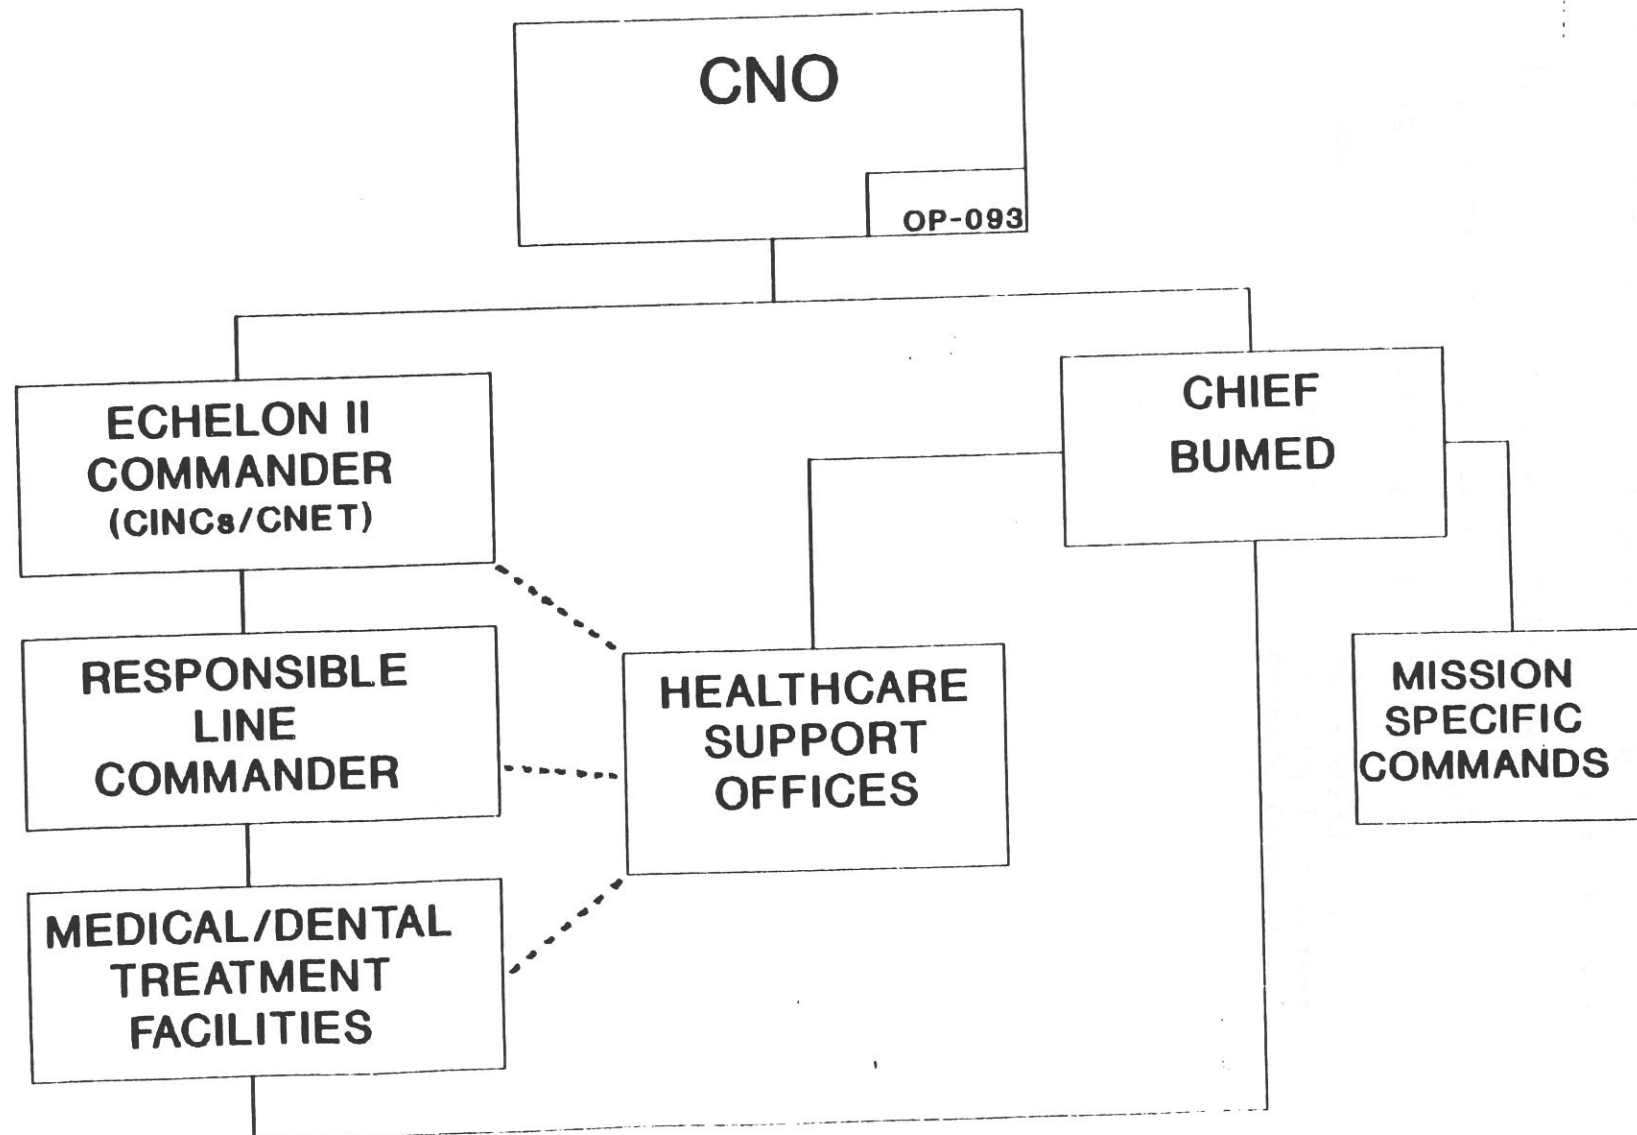 CNO
OP-093
ECHELON II
COMMANDER
(CINCs/CNET)
CHIEF
BUMED
RESPONSIBLE
LINE
COMMANDER
HEALTHCARE
SUPPORT
OFFICES
MISSION
SPECIFIC
COMMANDS
MEDICAL/DENTAL
TREATMENT
FACILITIES